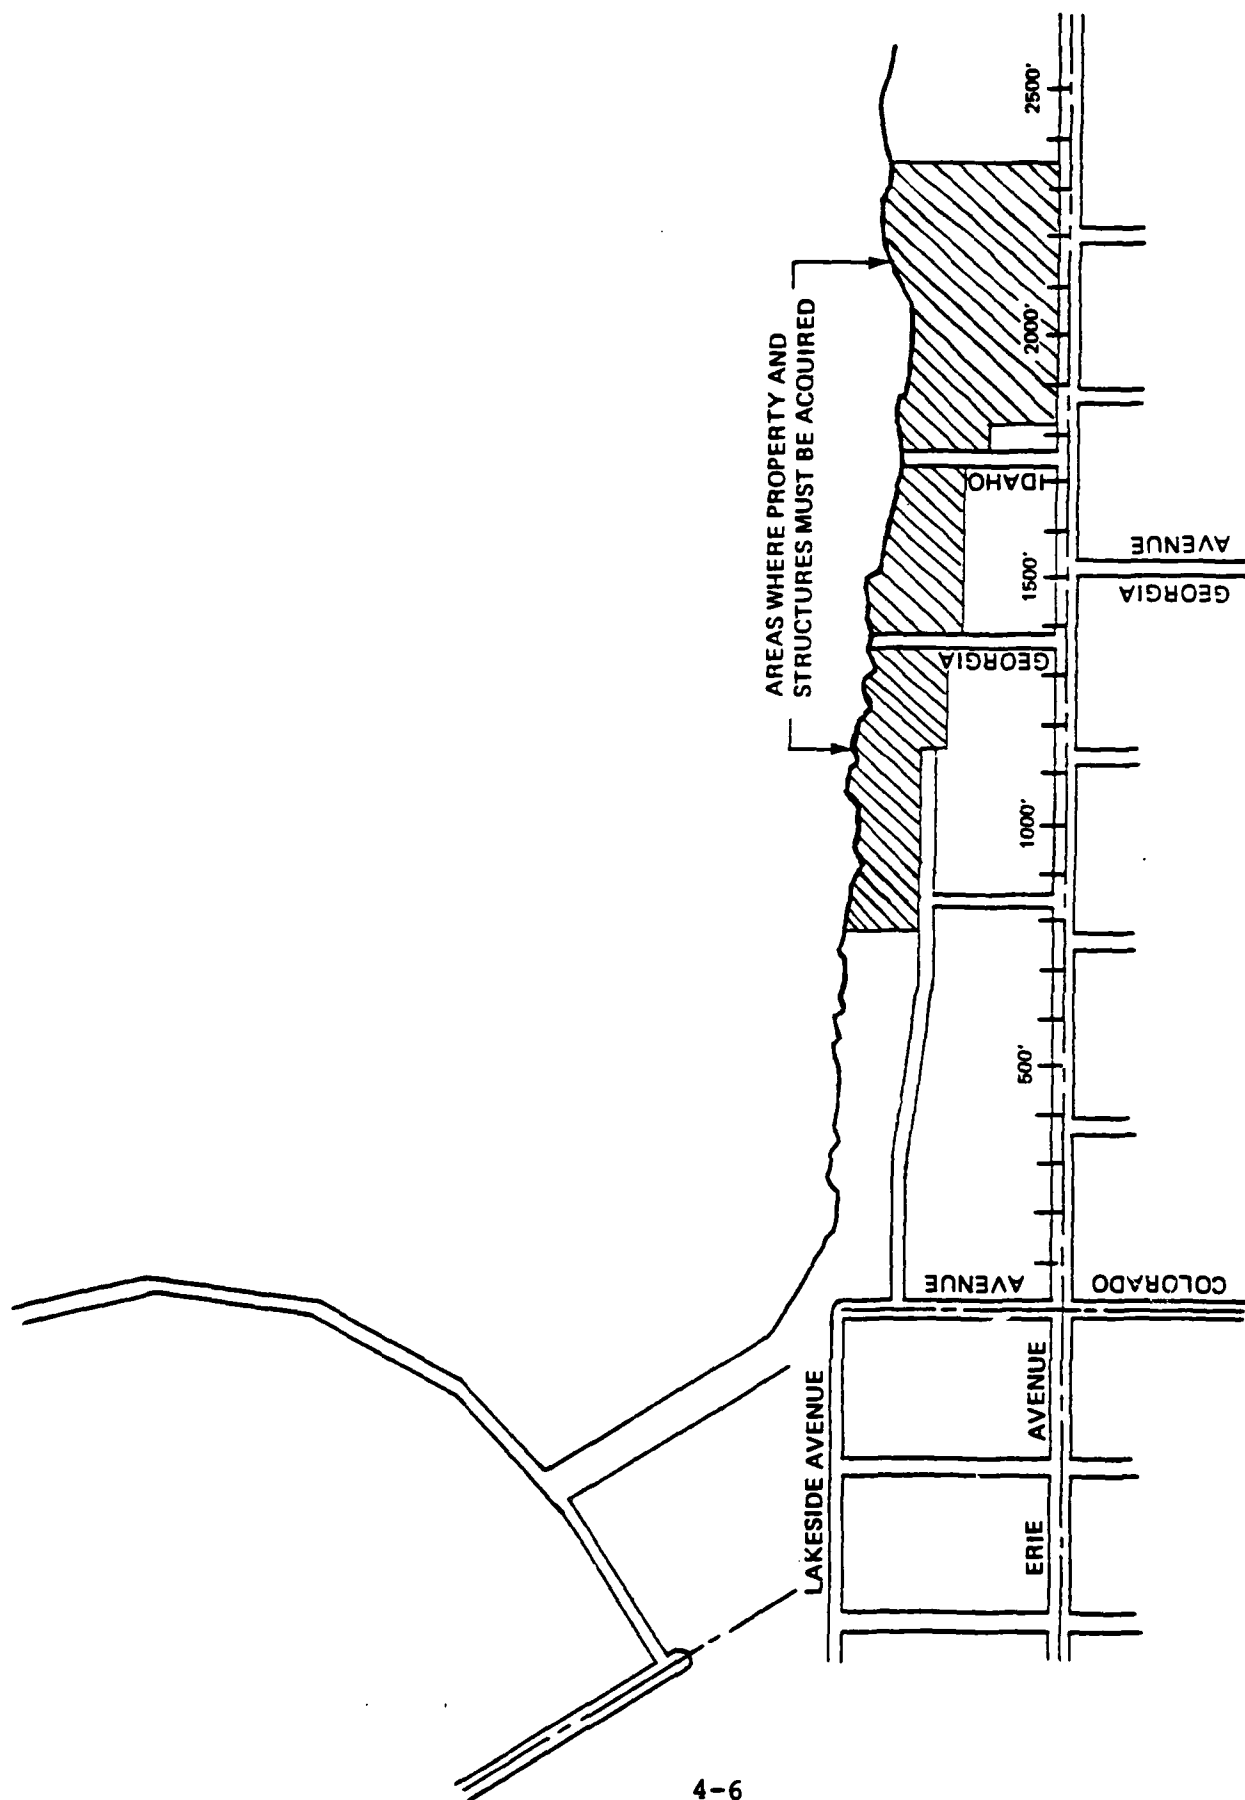 AREAS WHERE PROPERTY AND
STRUCTURES MUST BE ACQUIRED
500'
1000'
1500'
2000'
2500'
GEORGIA
IDAHO
GEORGIA
AVENUE
COLORADO
AVENUE
LAKESIDE AVENUE
ERIE
AVENUE
4-6